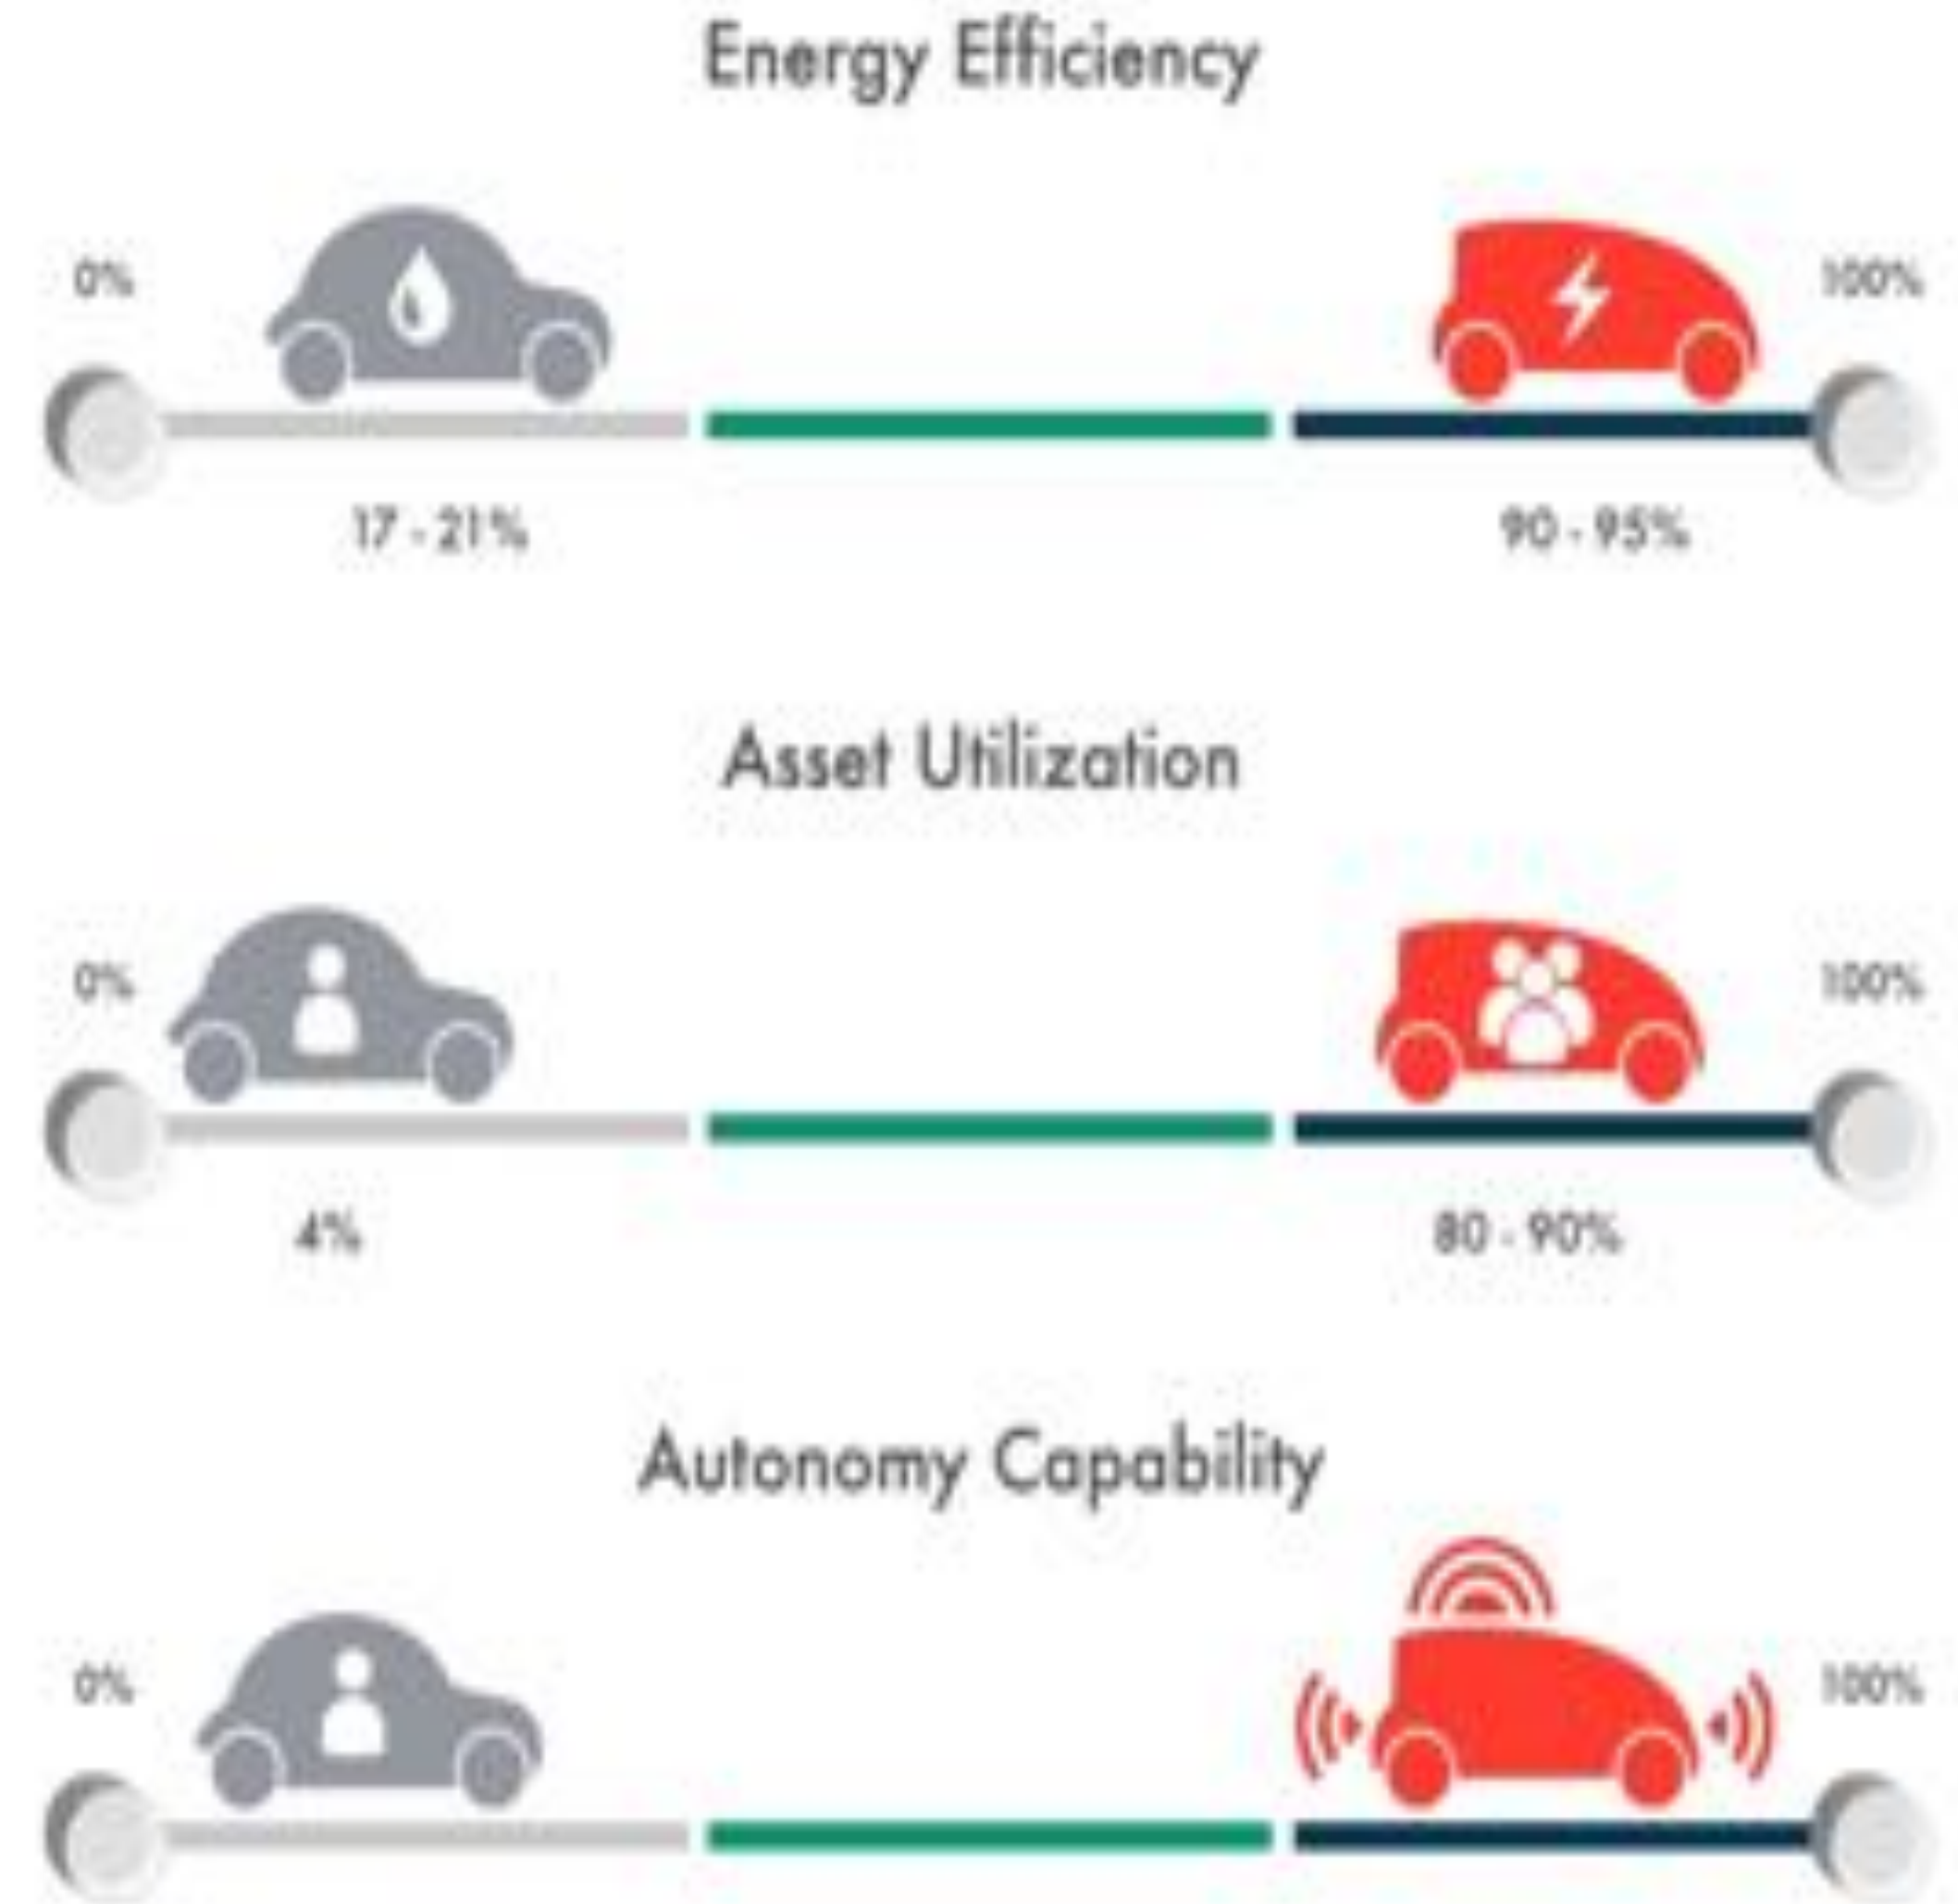 Energy Efficiency
0%
100%
17 - 21%
90 - 95%
Asset Utilization
0%
100%
4%
80 - 90%
Autonomy Capability
0%
100%